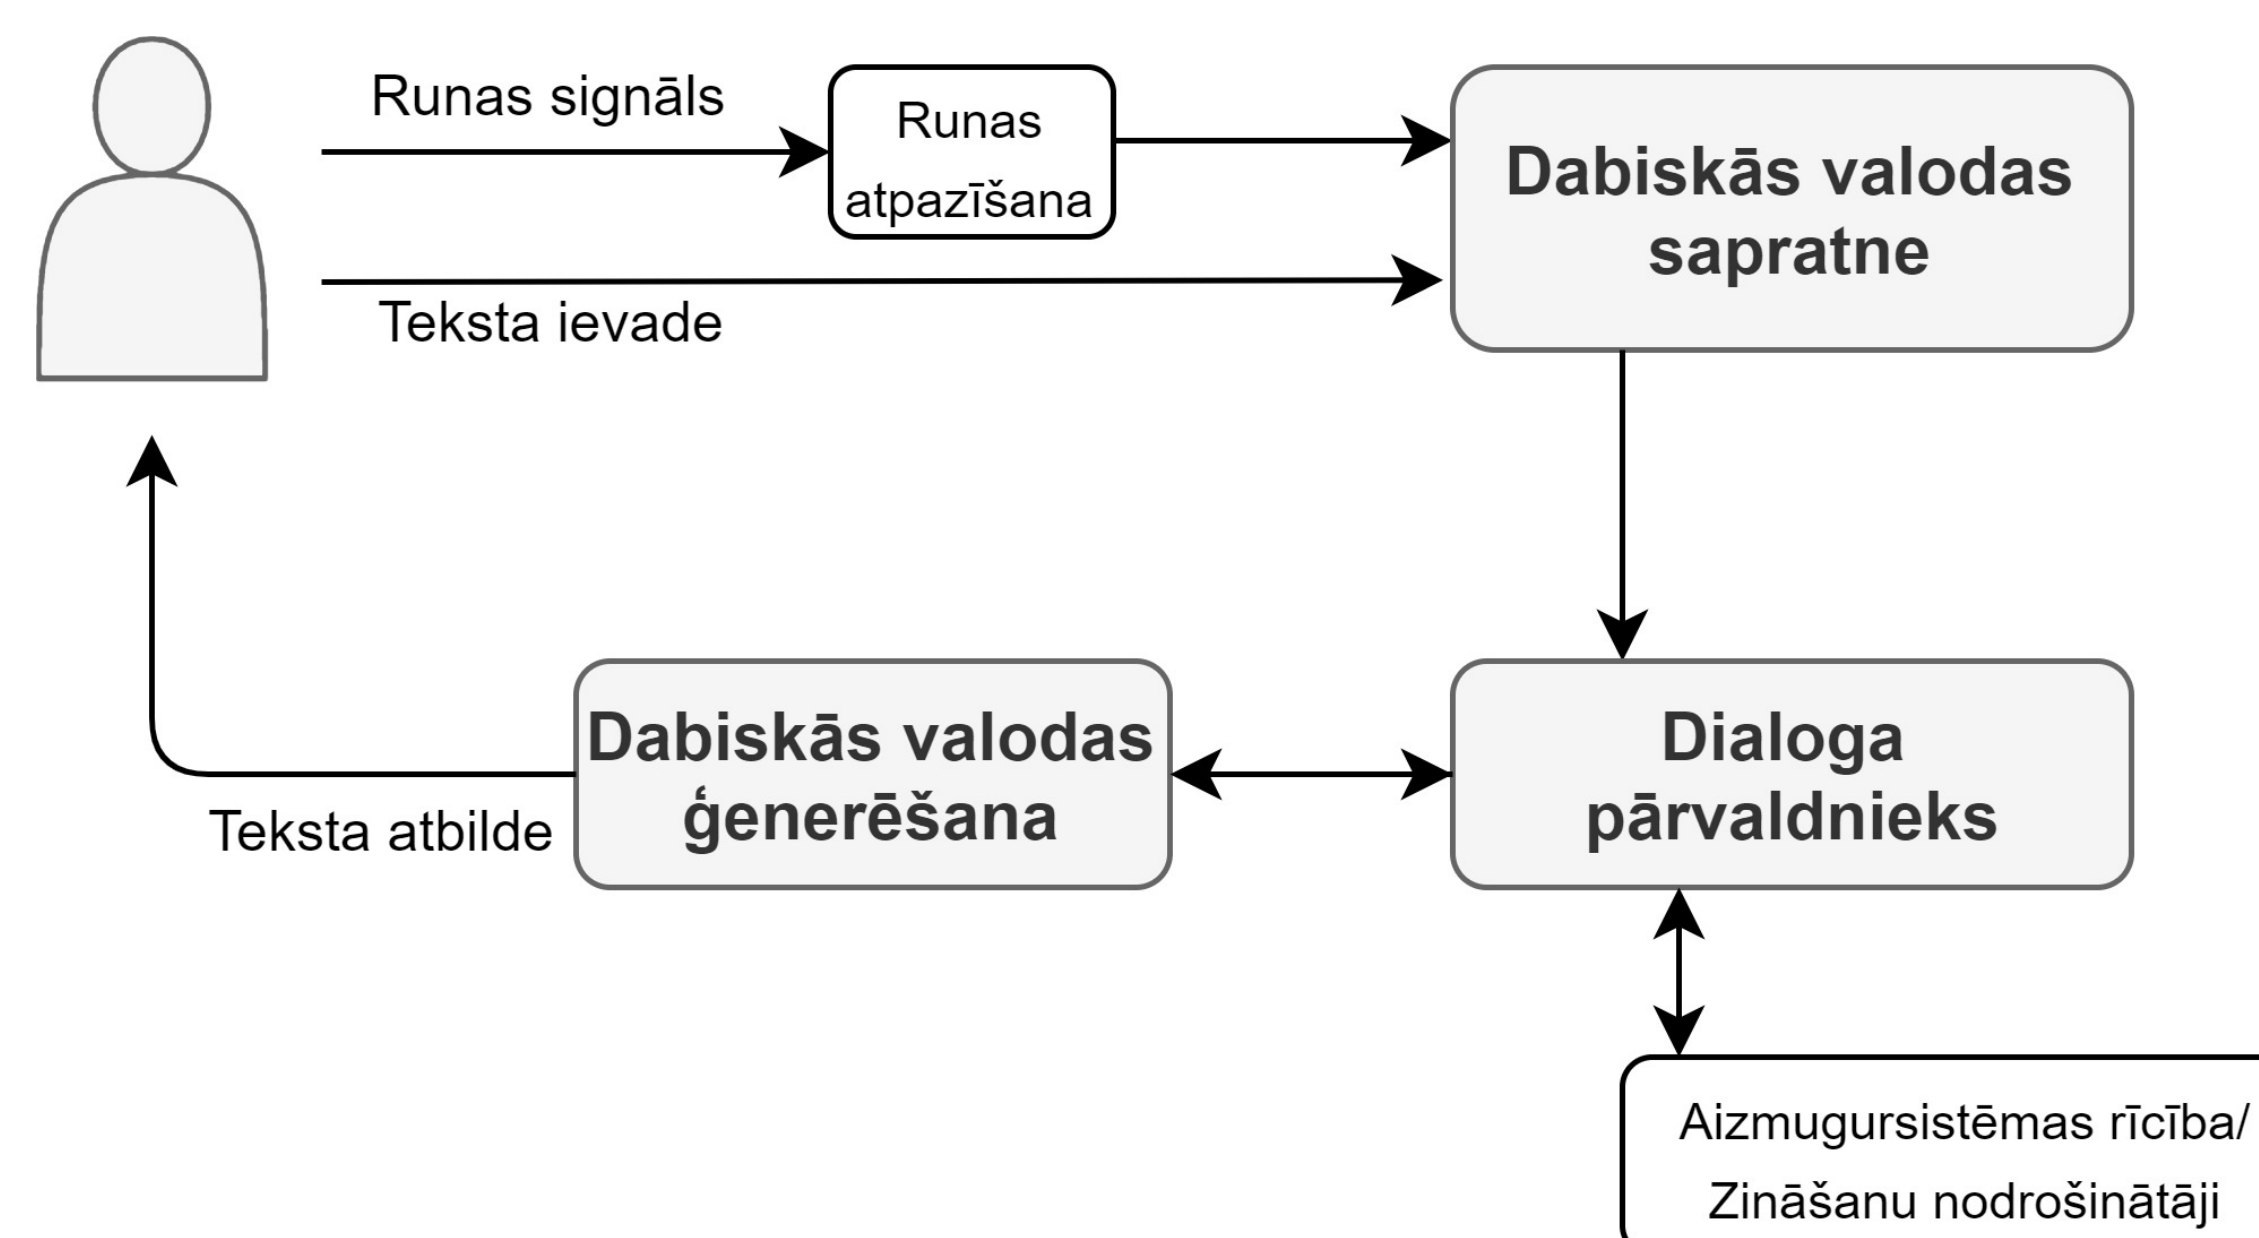 Runas signāls
Runas
atpazīšana
Dabiskās valodas
sapratne
Teksta ievade
Dabiskās valodas
ģenerēšana
Dialoga
pārvaldnieks
Teksta atbilde
Aizmugursistēmas rīcība/
Zināšanu nodrošinātāji